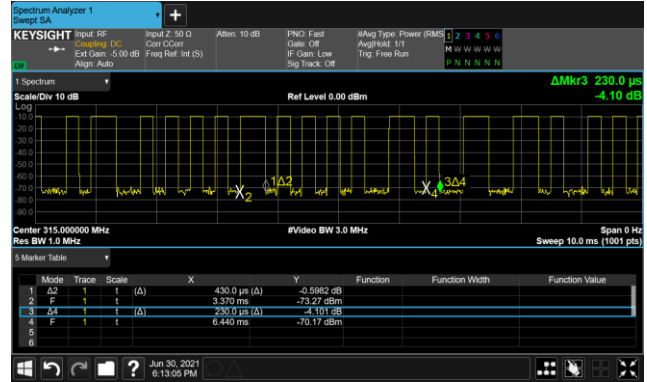 Spectrum Analyzer 1
Swept SA
+
KEYSIGHT Input: RF Input Z: 50 Ω Atten: 10 dB PNO: Fast #Avg Type: Power (RMS 1 2 3 4 5 6
Coupling: DC Corr CCorr Gate: Off Avg|Hold: 1/1 M W W W W W
Ext Gain: -5.00 dB Freq Ref: Int (S) IF Gain: Low Trig: Free Run
Align: Auto Sig Track: Off P N N N N N
1 Spectrum
ΔMkr3 230.0 µs
Scale/Div 10 dB Ref Level 0.00 dBm -4.10 dB
Log
-10.0
-20.0
-30.0
-40.0
-50.0
-60.0
-70.0
-80.0
-90.0
X2 1Δ2 X4 3Δ4
Center 315.000000 MHz #Video BW 3.0 MHz Span 0 Hz
Res BW 1.0 MHz Sweep 10.0 ms (1001 pts)
5 Marker Table
Mode Trace Scale X Y Function Function Width Function Value
1 Δ2 1 t (Δ) 430.0 µs (Δ) -0.5982 dB
2 F 1 t 3.370 ms -73.27 dBm
3 Δ4 1 t (Δ) 230.0 µs (Δ) -4.101 dB
4 F 1 t 6.440 ms -70.17 dBm
5
6
? Jun 30, 2021
6:13:05 PM